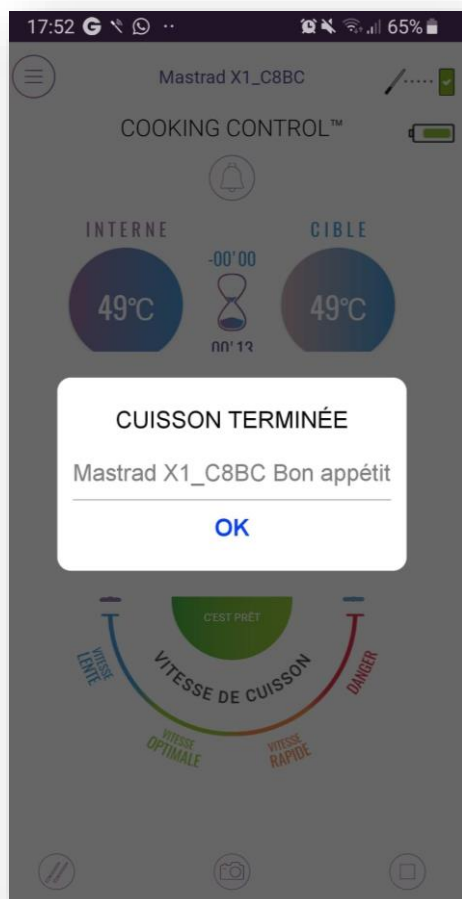 17:52 G 65%
Mastrad X1_C8BC
COOKING CONTROL™
INTERNE
CIBLE
-00'00
49°C
49°C
00'13
CUISSON TERMINÉE
Mastrad X1_C8BC Bon appétit
OK
C'EST PRÊT
VITESSE
LENTE
VITESSE DE CUISSON
DANGER
VITESSE
OPTIMALE
VITESSE
RAPIDE